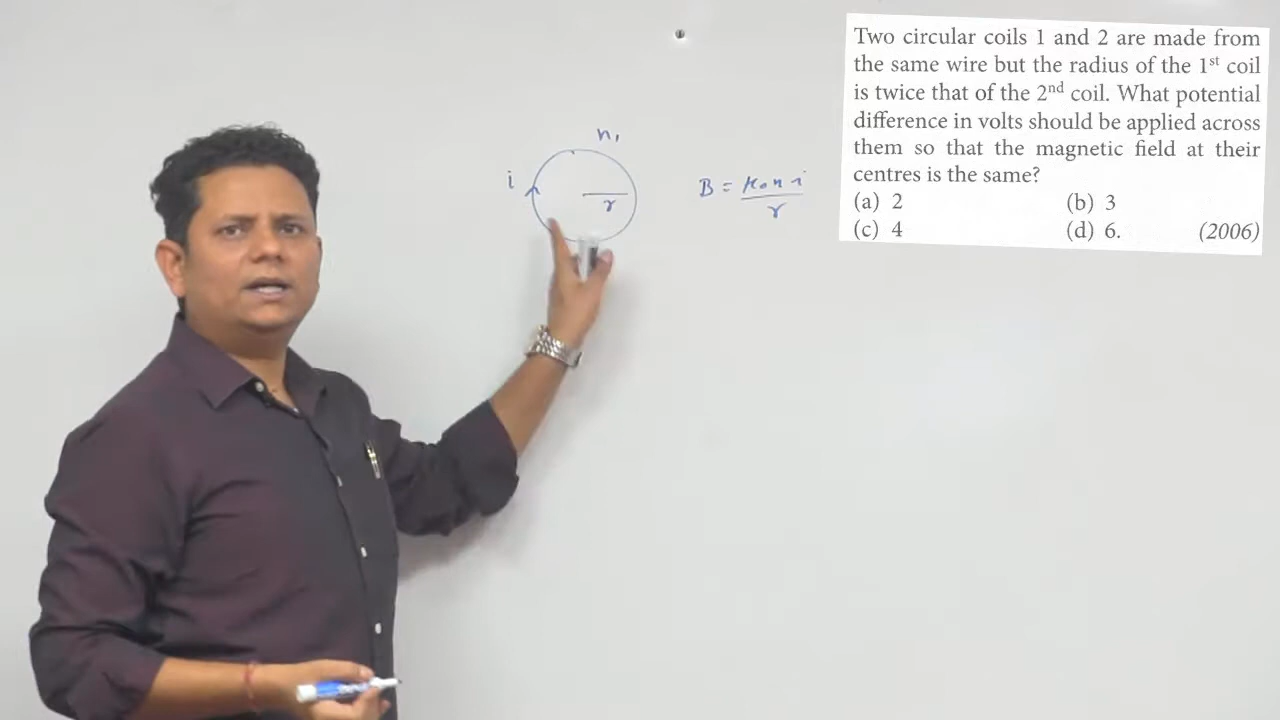 Two circular coils 1 and 2 are made from
the same wire but the radius of the 1st coil
is twice that of the 2nd coil. What potential
difference in volts should be applied across
them so that the magnetic field at their
centres is the same?
(a) 2 (b) 3
(c) 4 (d) 6. (2006)
n₁
i
r
B = μ₀ n i / r